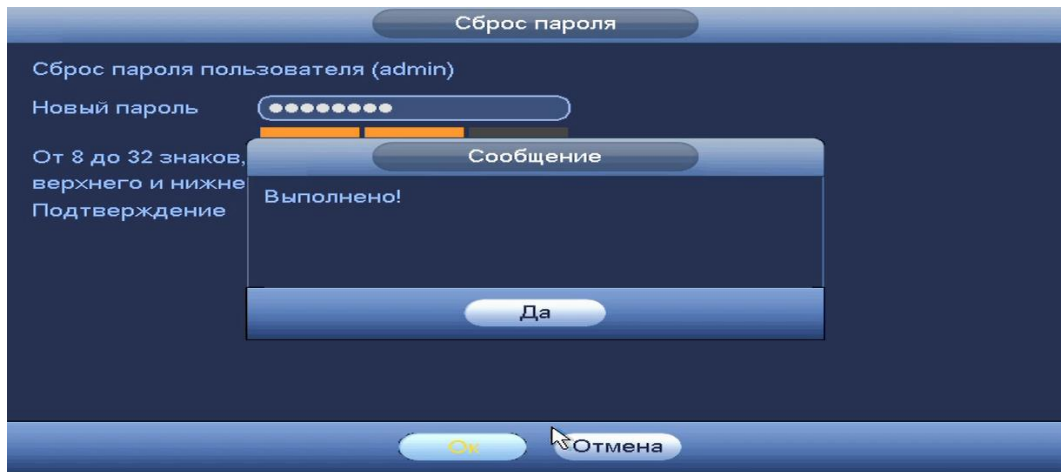 Сброс пароля
Сброс пароля пользователя (admin)
Новый пароль ●●●●●●●●
От 8 до 32 знаков,
верхнего и нижне
Подтверждение
Сообщение
Выполнено!
Да
Ок Отмена